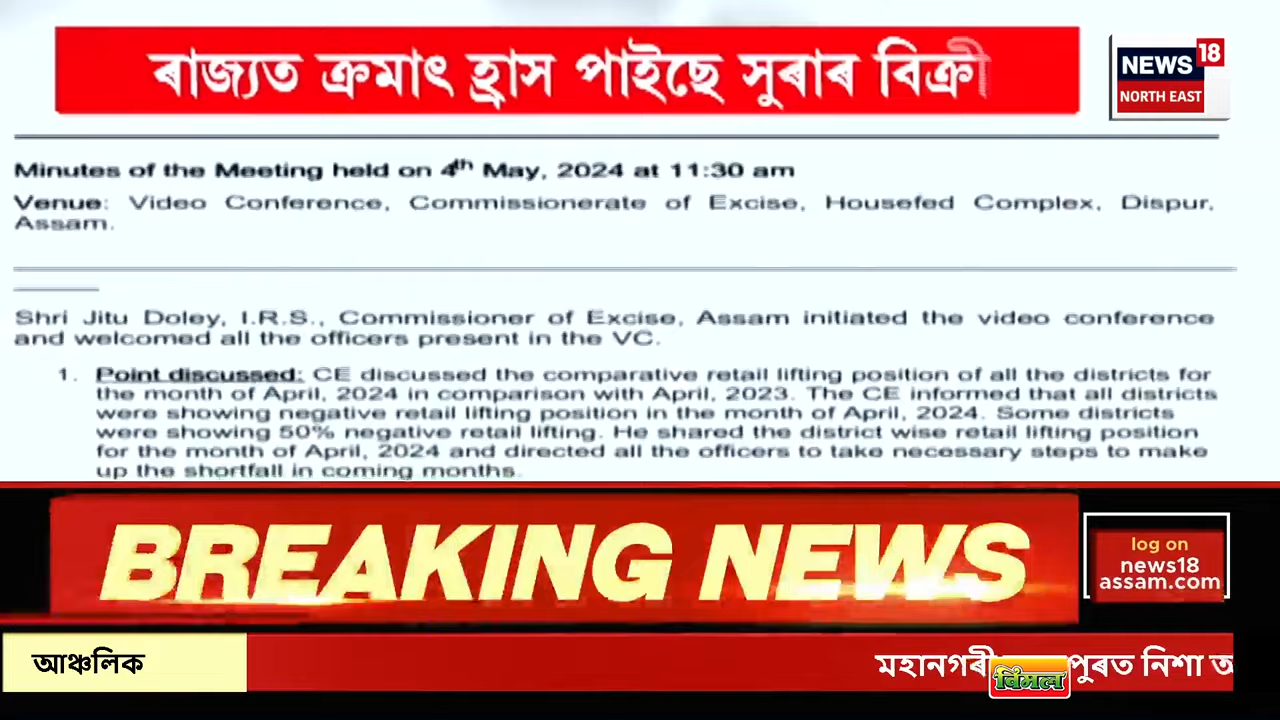 ৰাজ্যত ক্ৰমাৎ হ্ৰাস পাইছে সুৰাৰ বিক্ৰী
NEWS 18
NORTH EAST
Minutes of the Meeting held on 4th May, 2024 at 11:30 am
Venue: Video Conference, Commissionerate of Excise, Housefed Complex, Dispur,
Assam.
Shri Jitu Doley, I.R.S., Commissioner of Excise, Assam initiated the video conference
and welcomed all the officers present in the VC.
1. Point discussed: CE discussed the comparative retail lifting position of all the districts for
the month of April, 2024 in comparison with April, 2023. The CE informed that all districts
were showing negative retail lifting position in the month of April, 2024. Some districts
were showing 50% negative retail lifting. He shared the district wise retail lifting position
for the month of April, 2024 and directed all the officers to take necessary steps to make
up the shortfall in coming months.
BREAKING NEWS
log on
news18
assam.com
আঞ্চলিক
মহানগৰী পুৰত নিশা
विमल